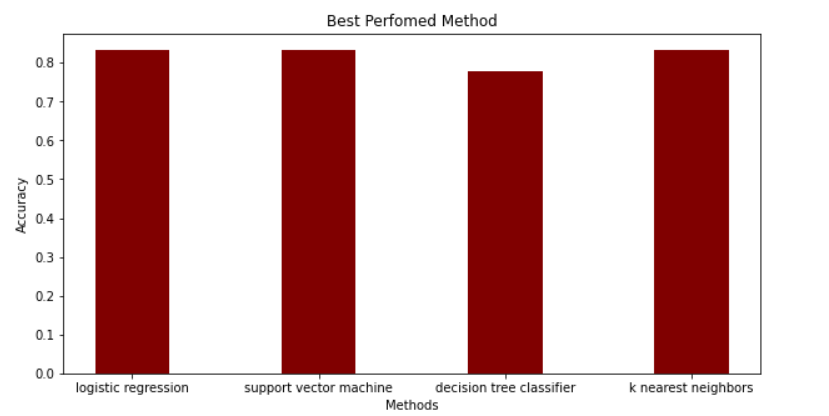 Best Perfomed Method
Accuracy
0.8
0.7
0.6
0.5
0.4
0.3
0.2
0.1
0.0
logistic regression
support vector machine
decision tree classifier
k nearest neighbors
Methods